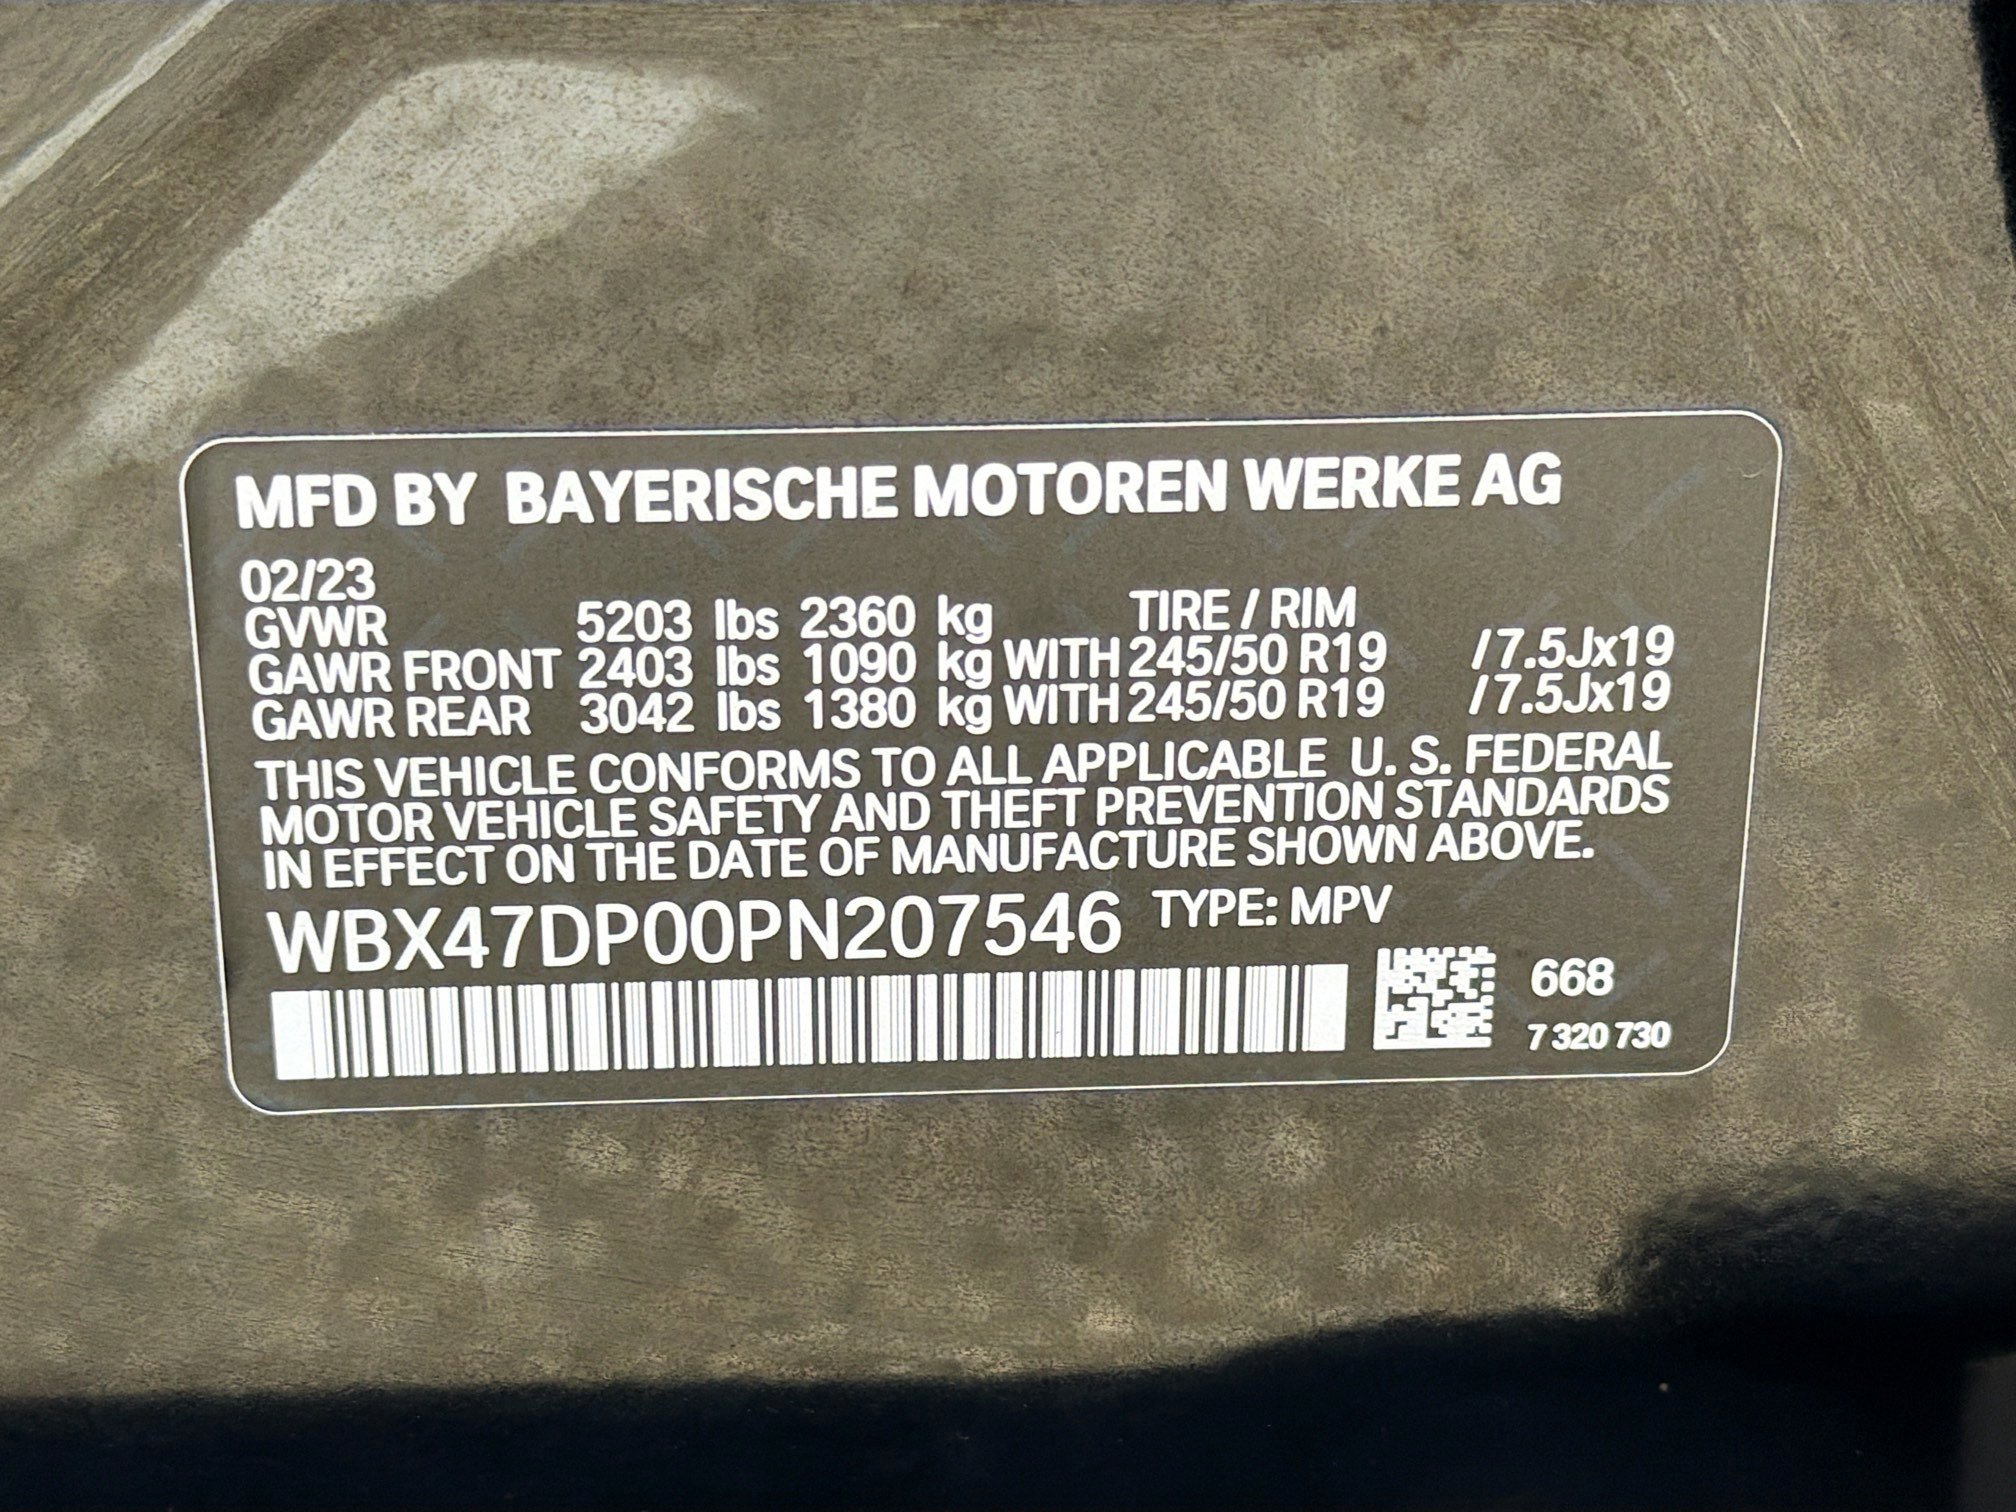 MFD BY BAYERISCHE MOTOREN WERKE AG
02/23
GVWR 5203 lbs 2360 kg TIRE / RIM
GAWR FRONT 2403 lbs 1090 kg WITH 245/50 R19 /7.5Jx19
GAWR REAR 3042 lbs 1380 kg WITH 245/50 R19 /7.5Jx19
THIS VEHICLE CONFORMS TO ALL APPLICABLE U. S. FEDERAL
MOTOR VEHICLE SAFETY AND THEFT PREVENTION STANDARDS
IN EFFECT ON THE DATE OF MANUFACTURE SHOWN ABOVE.
WBX47DP00PN207546 TYPE: MPV
668
7 320 730